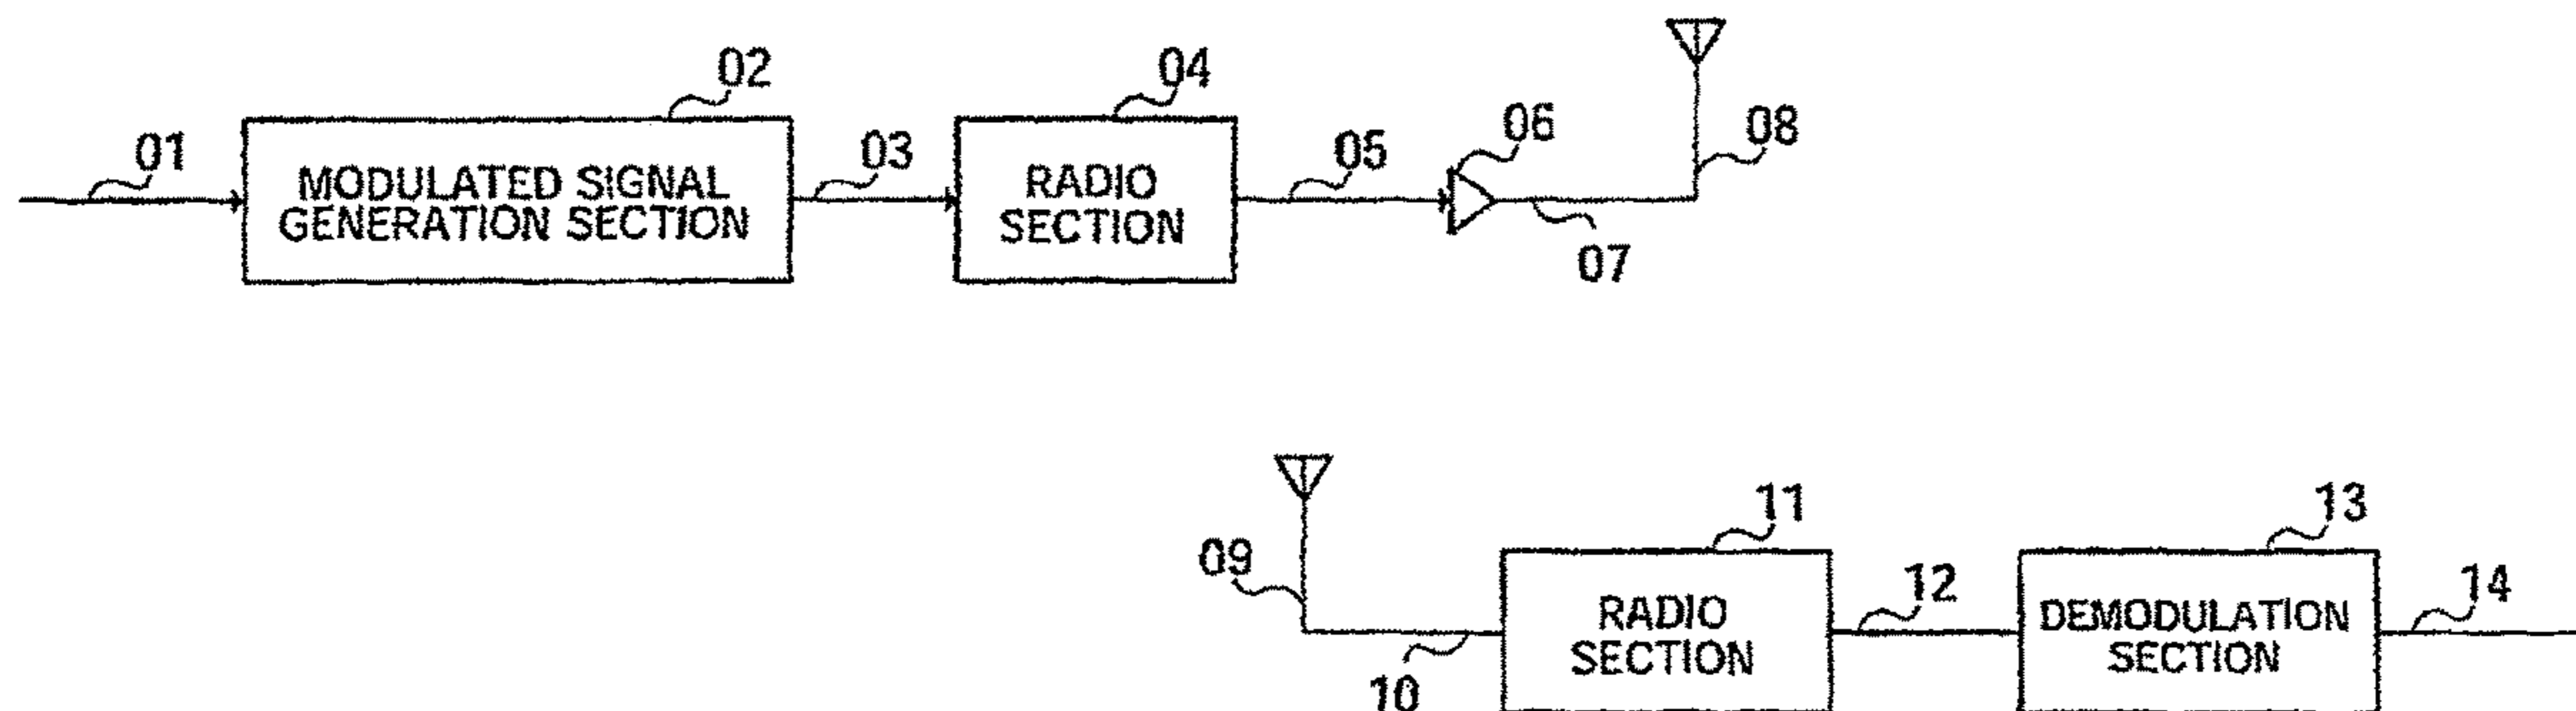 02
04
01
03
05
06
08
MODULATED SIGNAL
GENERATION SECTION
RADIO
SECTION
07
11
13
09
12
14
RADIO
SECTION
DEMODULATION
SECTION
10